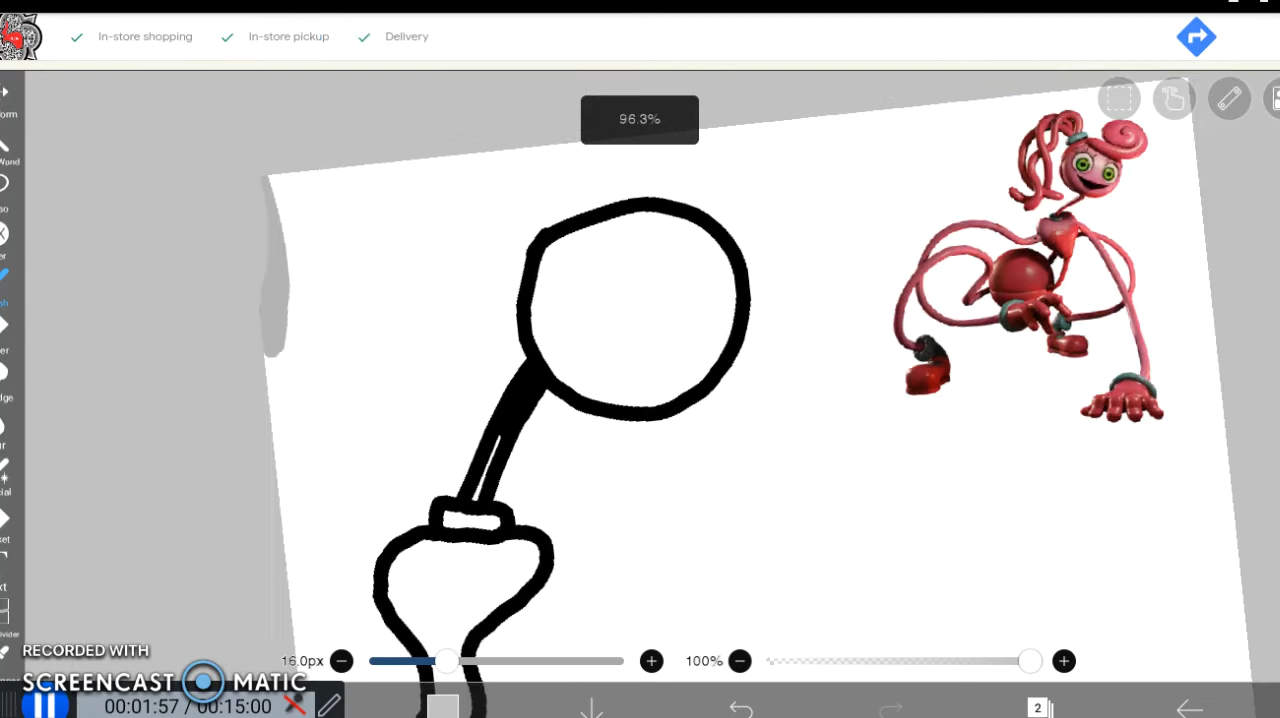 In-store shopping In-store pickup Delivery
96.3%
16.0px 100%
RECORDED WITH
SCREENCAST MATIC
00:01:57 / 00:15:00
2